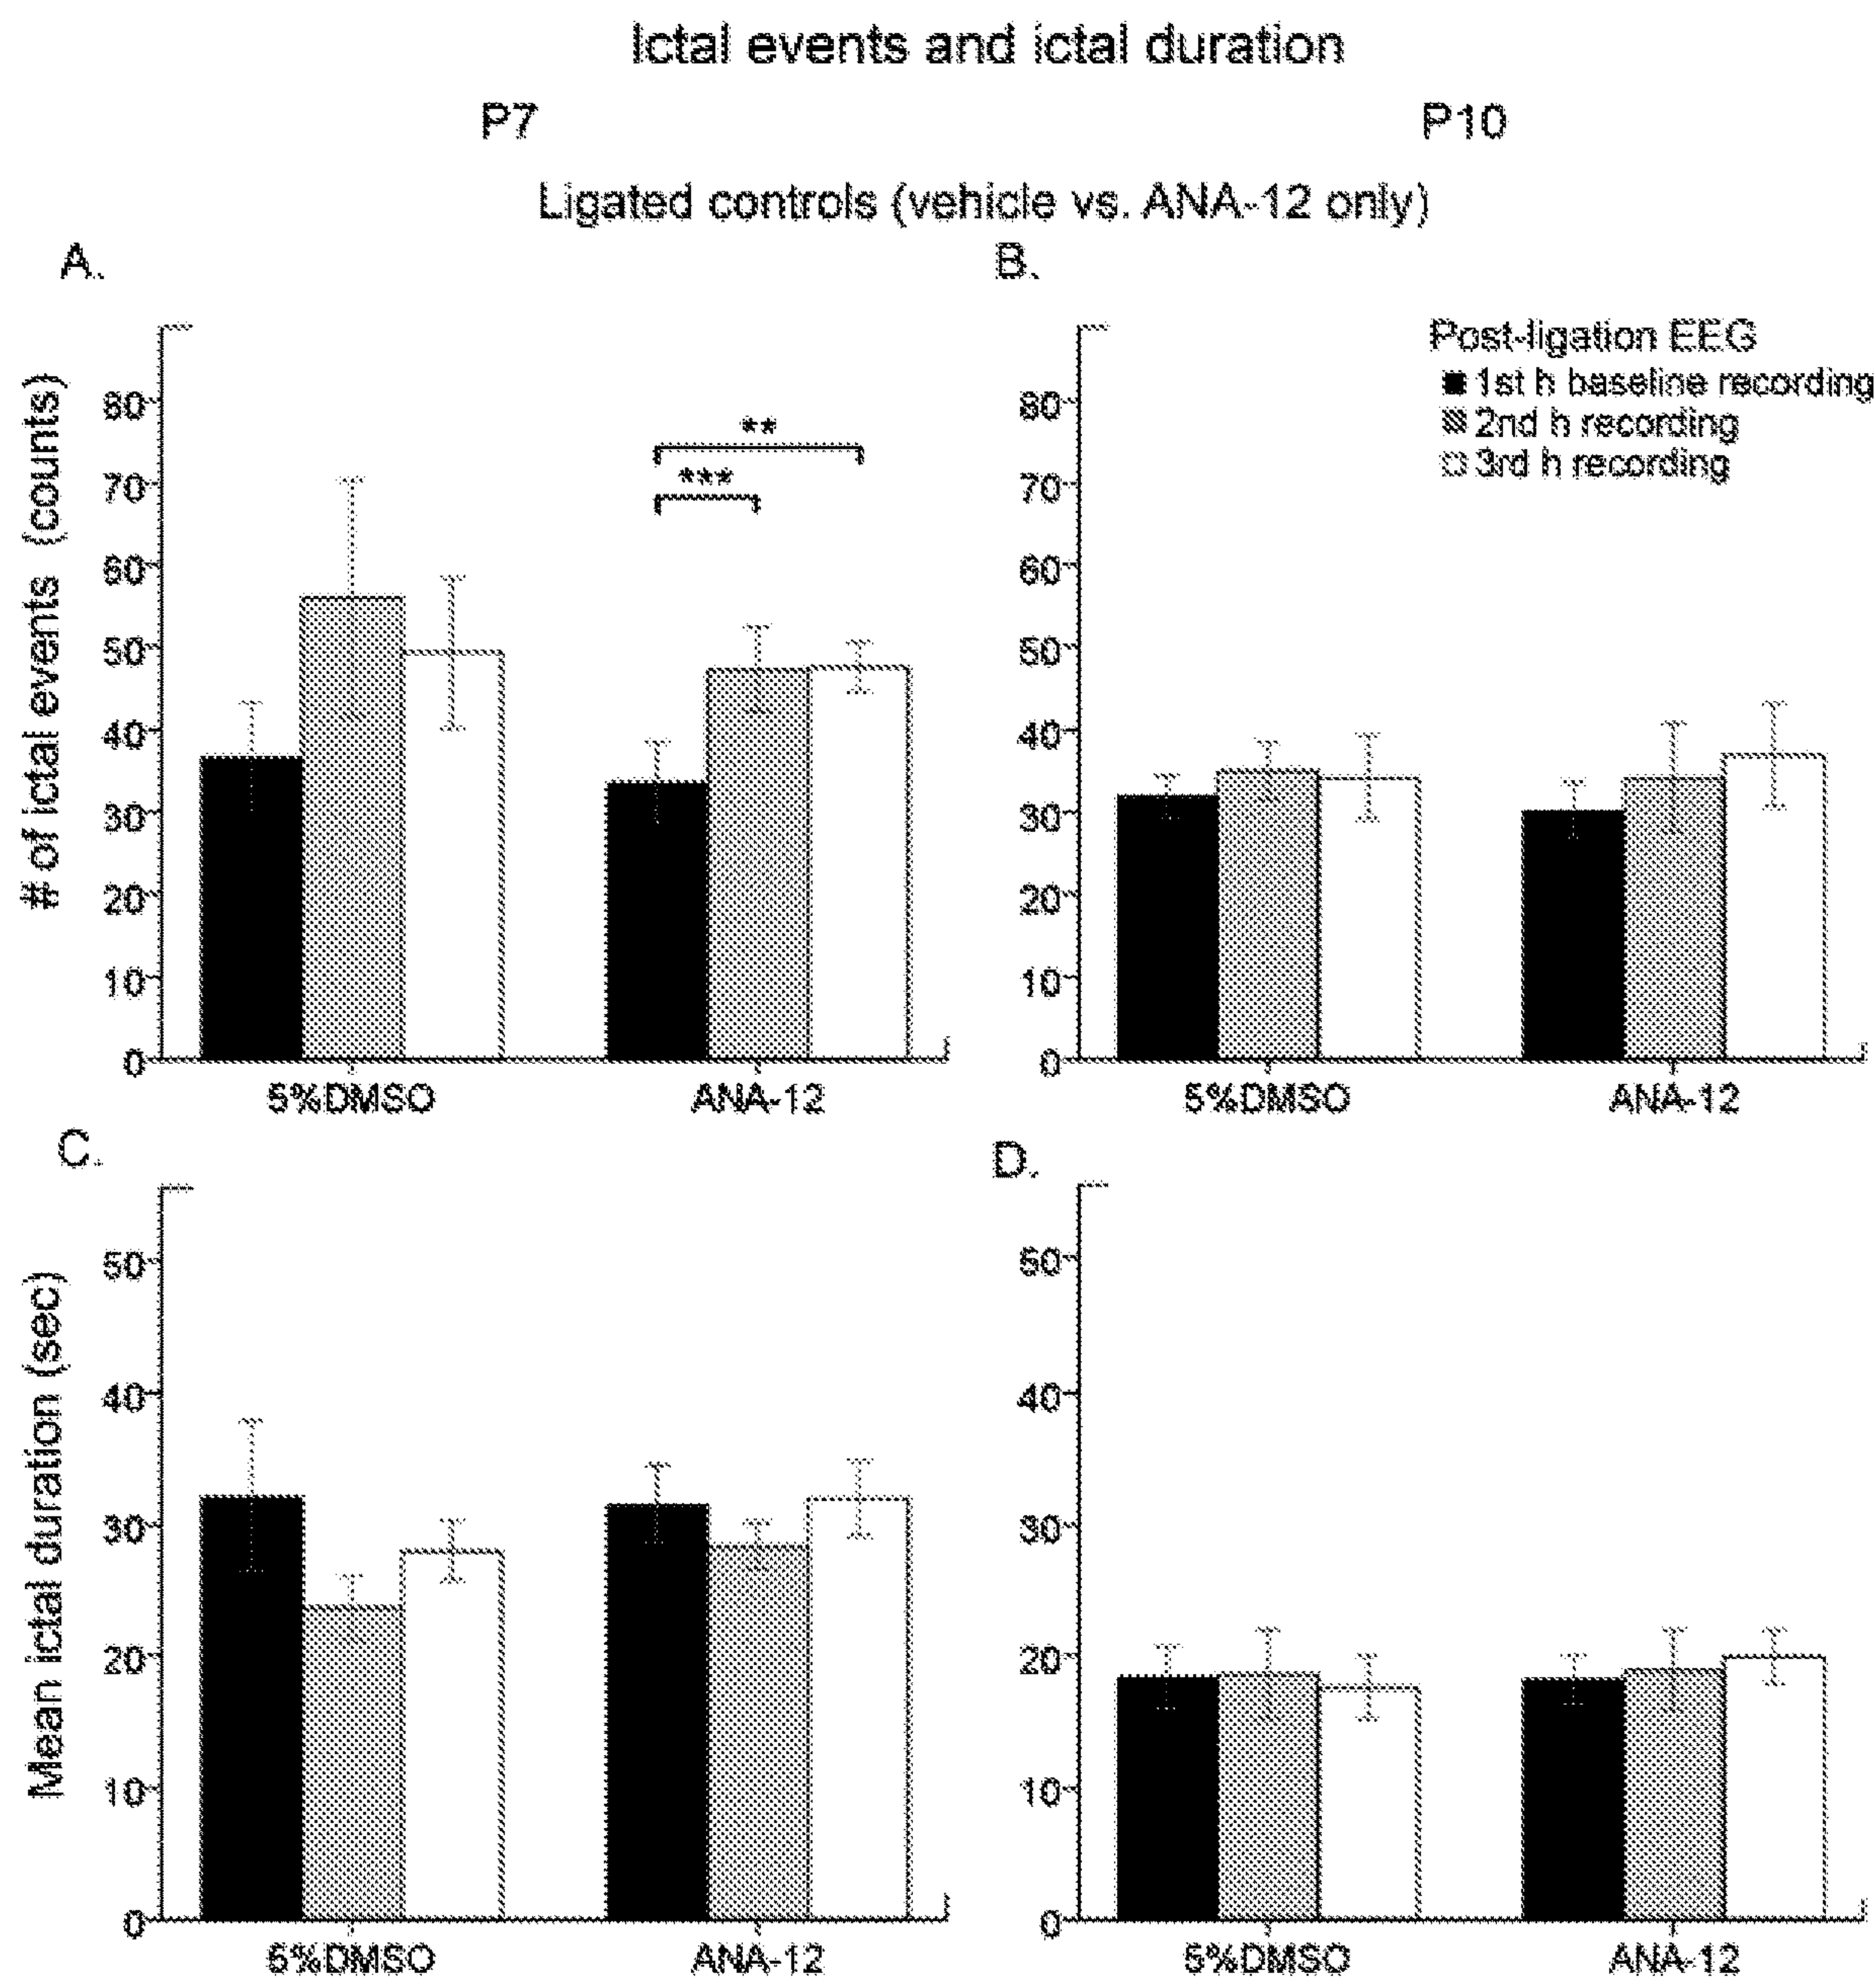 Ictal events and ictal duration
P7
P10
Ligated controls (vehicle vs. ANA-12 only)
A.
B.
# of ictal events (counts)
80
70
60
50
40
30
20
10
0
**
***
5%DMSO
ANA-12
80
70
60
50
40
30
20
10
0
Post-ligation EEG
1st h baseline recording
2nd h recording
3rd h recording
5%DMSO
ANA-12
C.
D.
Mean ictal duration (sec)
50
40
30
20
10
0
5%DMSO
ANA-12
50
40
30
20
10
0
5%DMSO
ANA-12